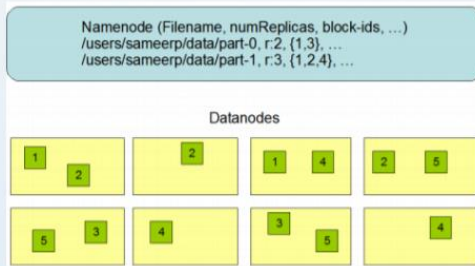 Namenode (Filename, numReplicas, block-ids, …)
/users/sameerp/data/part-0, r:2, {1,3}, …
/users/sameerp/data/part-1, r:3, {1,2,4}, …
Datanodes
1 2 2 1 4 2 5
5 3 4 3 5 4